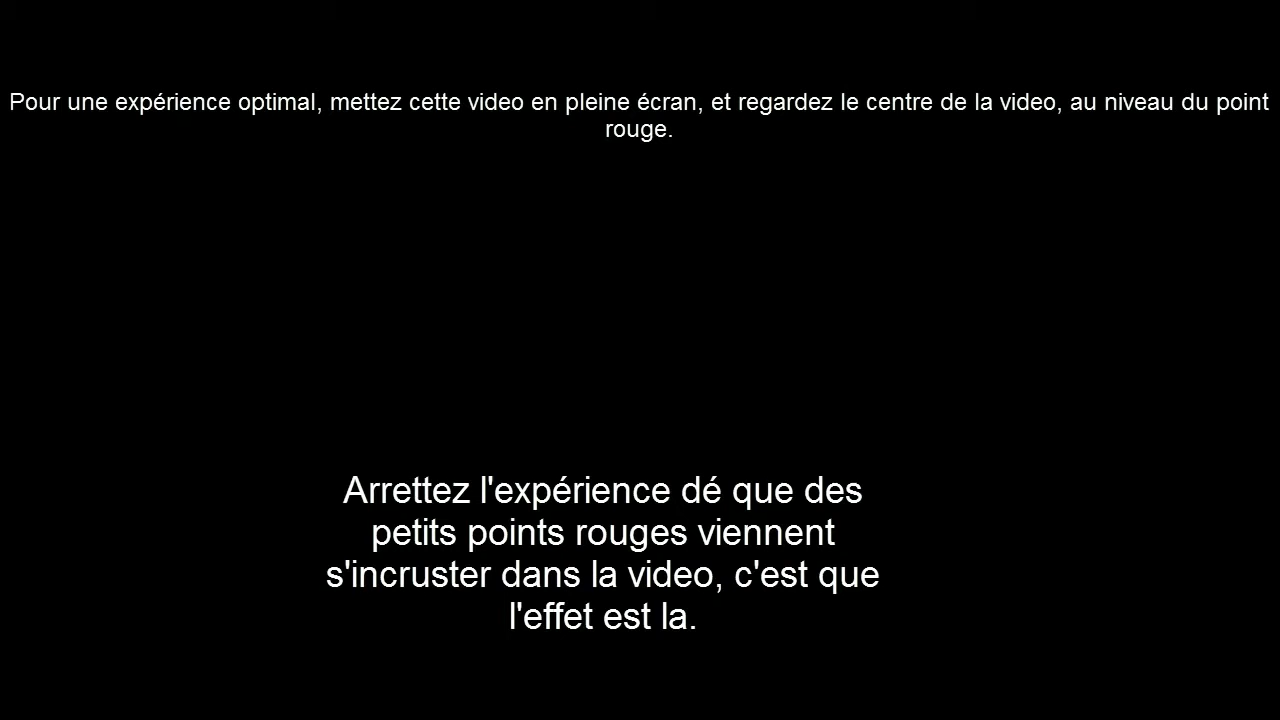 Pour une expérience optimal, mettez cette video en pleine écran, et regardez le centre de la video, au niveau du point
rouge.
Arrettez l'expérience dé que des
petits points rouges viennent
s'incruster dans la video, c'est que
l'effet est la.